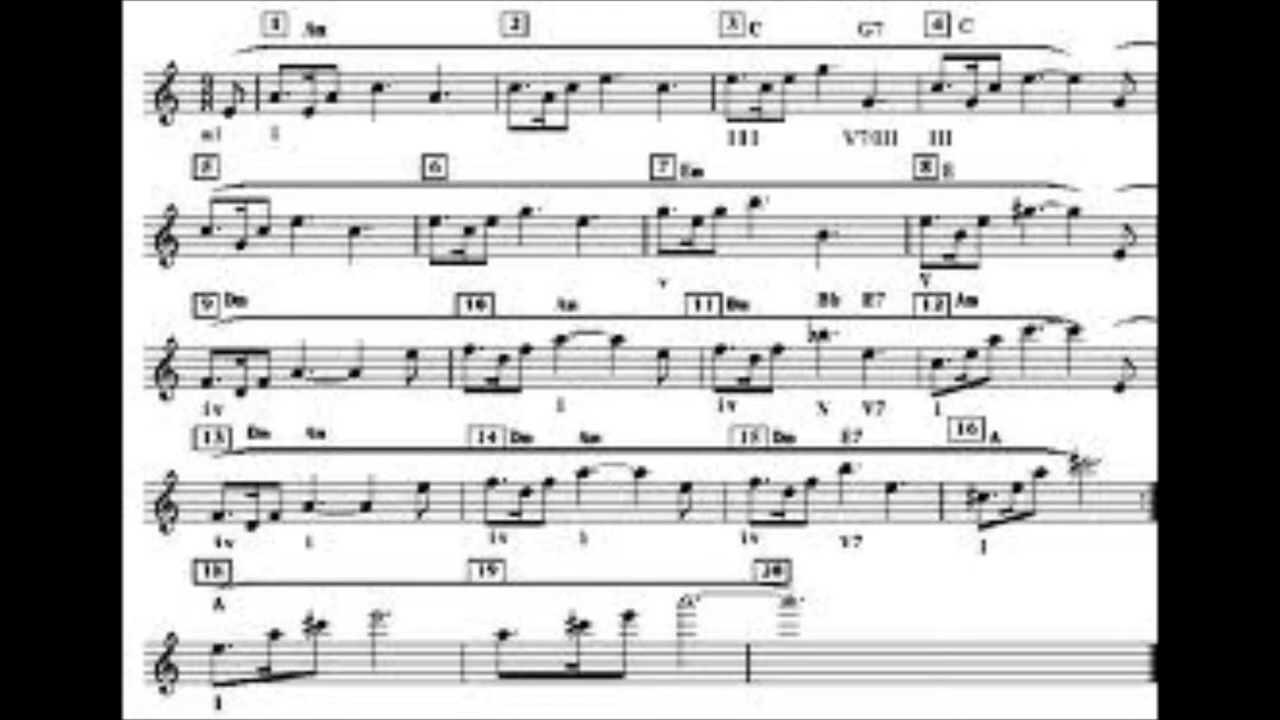 1 Am 2 3 C G7 4 C
III V7/III III
5 6 7 Em 8 E
v V
9 Dm 10 Am 11 Dm Bb E7 12 Am
iv i iv N V7 i
13 Dm Am 14 Dm Am 15 Dm E7 16 A
iv i iv i iv V7 I
18 19 20
A
I